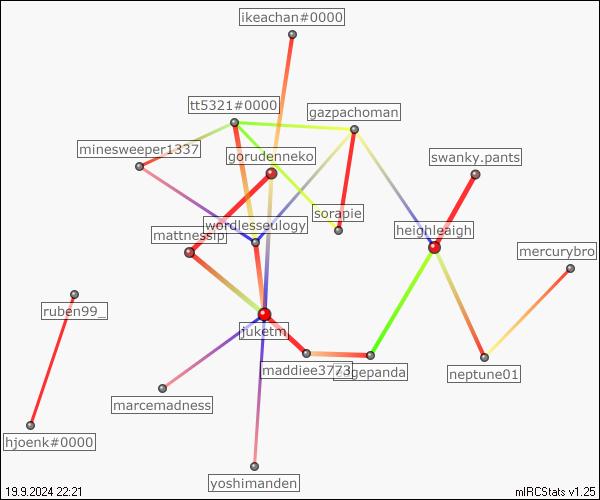 ikeachan#0000
tt5321#0000
gazpachoman
minesweeper1337
gorudenneko
swanky.pants
sorapie
wordlesseulogy
mattnessip
heighleaigh
mercurybro
ruben99_
juketm
maddiee3773
neptune01
marcemadness
hjoenk#0000
yoshimanden
19.9.2024 22:21
mIRCStats v1.25